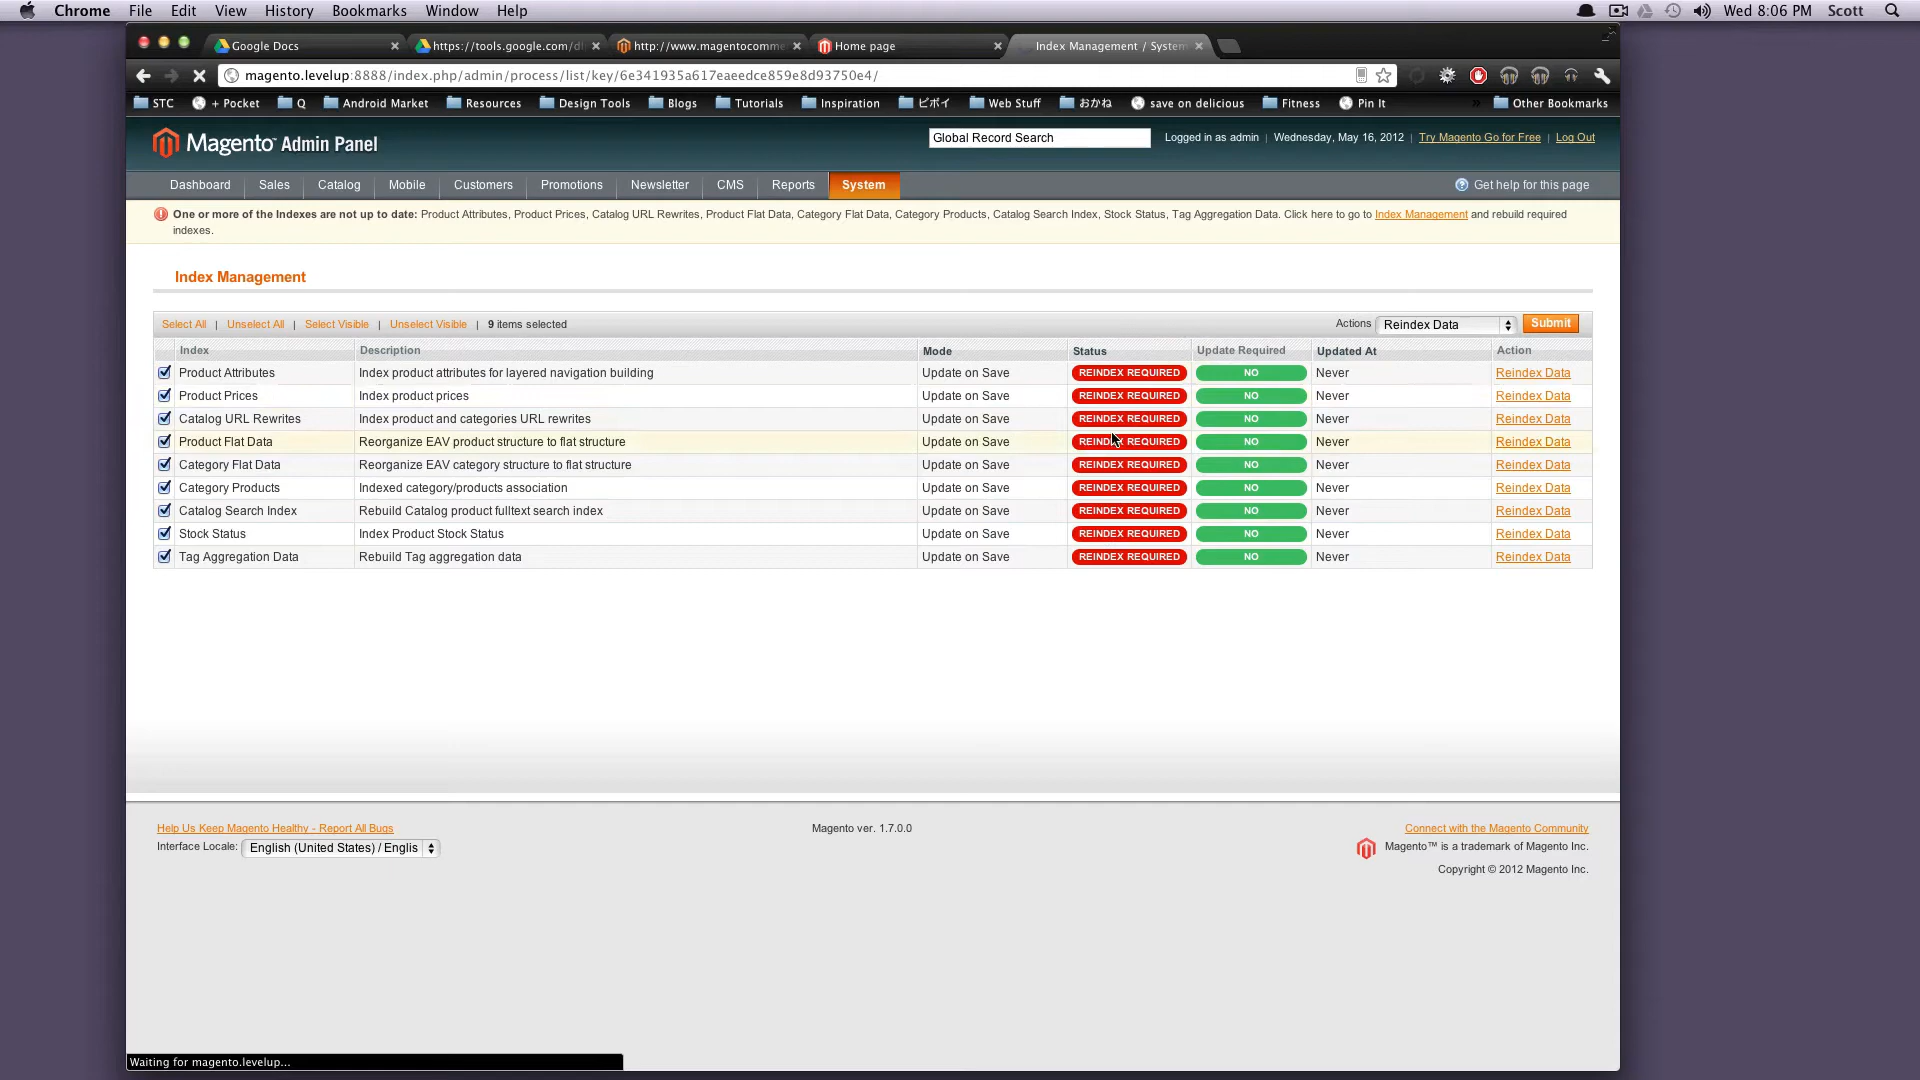 Chrome File Edit View History Bookmarks Window Help Wed 8:06 PM Scott
Google Docs https://tools.google.com/dl http://www.magentocomme Home page Index Management / System
magento.levelup:8888/index.php/admin/process/list/key/6e341935a617eaeedce859e8d93750e4/
STC + Pocket Q Android Market Resources Design Tools Blogs Tutorials Inspiration ビボイ Web Stuff おかね save on delicious Fitness Pin It » Other Bookmarks
Magento™ Admin Panel Global Record Search Logged in as admin | Wednesday, May 16, 2012 | Try Magento Go for Free | Log Out
Dashboard Sales Catalog Mobile Customers Promotions Newsletter CMS Reports System Get help for this page
One or more of the Indexes are not up to date: Product Attributes, Product Prices, Catalog URL Rewrites, Product Flat Data, Category Flat Data, Category Products, Catalog Search Index, Stock Status, Tag Aggregation Data. Click here to go to Index Management and rebuild required
indexes.
Index Management
Select All | Unselect All | Select Visible | Unselect Visible | 9 items selected Actions Reindex Data Submit
Index Description Mode Status Update Required Updated At Action
Product Attributes Index product attributes for layered navigation building Update on Save REINDEX REQUIRED NO Never Reindex Data
Product Prices Index product prices Update on Save REINDEX REQUIRED NO Never Reindex Data
Catalog URL Rewrites Index product and categories URL rewrites Update on Save REINDEX REQUIRED NO Never Reindex Data
Product Flat Data Reorganize EAV product structure to flat structure Update on Save REINDEX REQUIRED NO Never Reindex Data
Category Flat Data Reorganize EAV category structure to flat structure Update on Save REINDEX REQUIRED NO Never Reindex Data
Category Products Indexed category/products association Update on Save REINDEX REQUIRED NO Never Reindex Data
Catalog Search Index Rebuild Catalog product fulltext search index Update on Save REINDEX REQUIRED NO Never Reindex Data
Stock Status Index Product Stock Status Update on Save REINDEX REQUIRED NO Never Reindex Data
Tag Aggregation Data Rebuild Tag aggregation data Update on Save REINDEX REQUIRED NO Never Reindex Data
Help Us Keep Magento Healthy - Report All Bugs Magento ver. 1.7.0.0 Connect with the Magento Community
Interface Locale: English (United States) / Englis Magento™ is a trademark of Magento Inc.
Copyright © 2012 Magento Inc.
Waiting for magento.levelup...